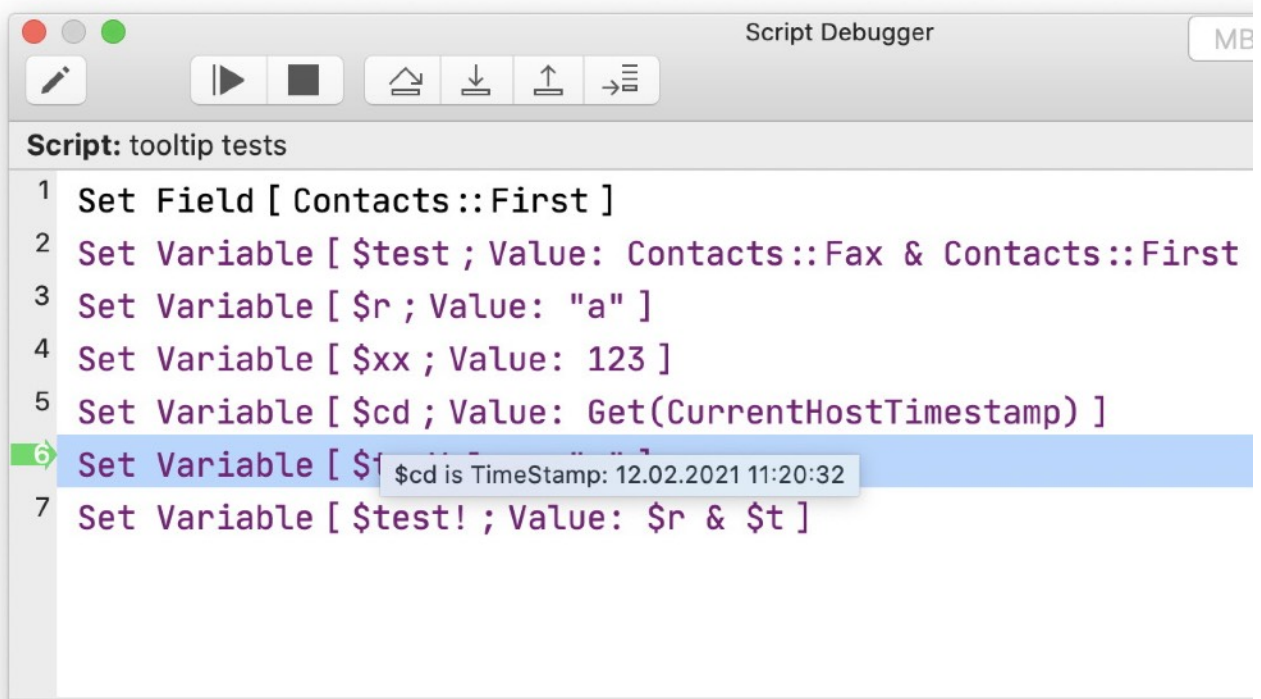 Script Debugger
MB
Script: tooltip tests
1 Set Field [ Contacts::First ]
2 Set Variable [ $test ; Value: Contacts::Fax & Contacts::First
3 Set Variable [ $r ; Value: "a" ]
4 Set Variable [ $xx ; Value: 123 ]
5 Set Variable [ $cd ; Value: Get(CurrentHostTimestamp) ]
6 Set Variable [
$cd is TimeStamp: 12.02.2021 11:20:32
7 Set Variable [ $test! ; Value: $r & $t ]